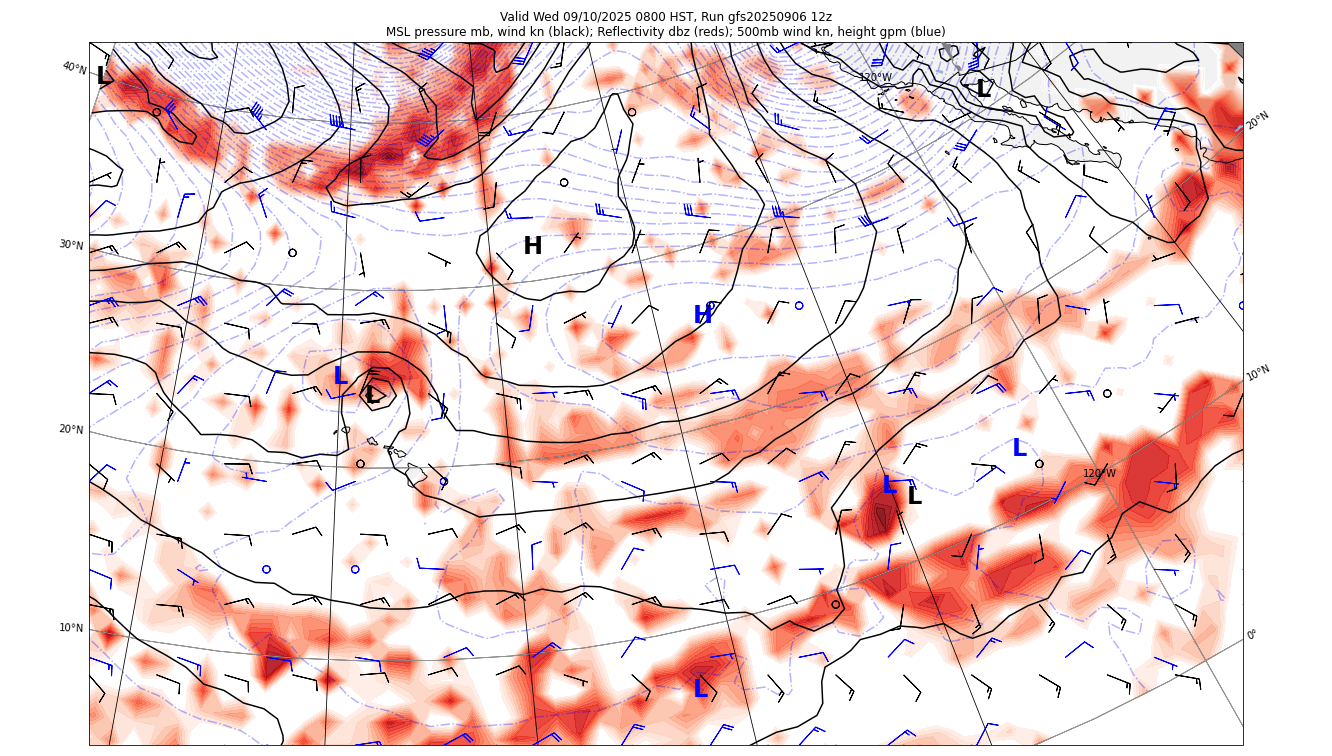 Valid Wed 09/10/2025 0800 HST, Run gfs20250906 12z
MSL pressure mb, wind kn (black); Reflectivity dbz (reds); 500mb wind kn, height gpm (blue)
40°N
L
120°W
L
20°N
30°N
H
H
L
L
10°N
20°N
L
120°W
L
L
10°N
0°
L